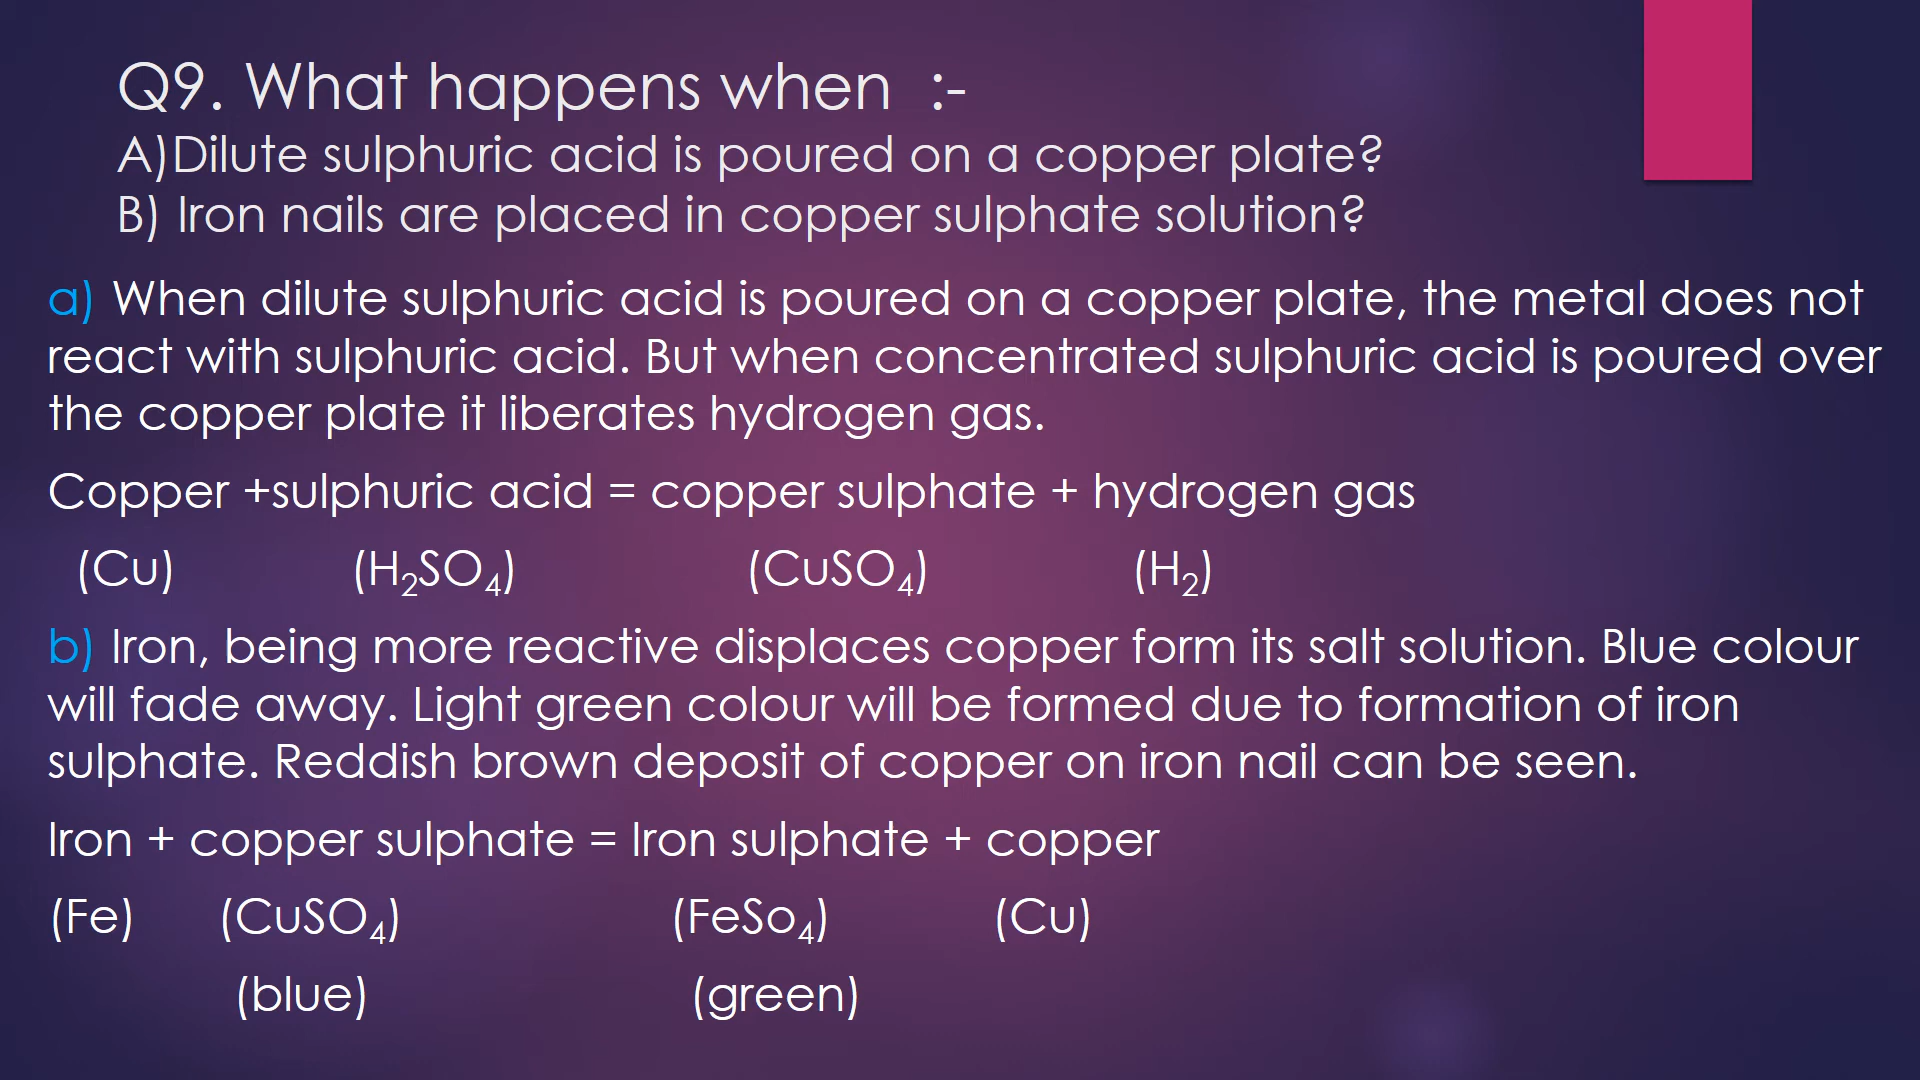 Q9. What happens when  :-
A)Dilute sulphuric acid is poured on a copper plate?
B) Iron nails are placed in copper sulphate solution?
a) When dilute sulphuric acid is poured on a copper plate, the metal does not
react with sulphuric acid. But when concentrated sulphuric acid is poured over
the copper plate it liberates hydrogen gas.
Copper +sulphuric acid = copper sulphate + hydrogen gas
(Cu) (H₂SO₄) (CuSO₄) (H₂)
b) Iron, being more reactive displaces copper form its salt solution. Blue colour
will fade away. Light green colour will be formed due to formation of iron
sulphate. Reddish brown deposit of copper on iron nail can be seen.
Iron + copper sulphate = Iron sulphate + copper
(Fe) (CuSO₄) (FeSo₄) (Cu)
(blue) (green)